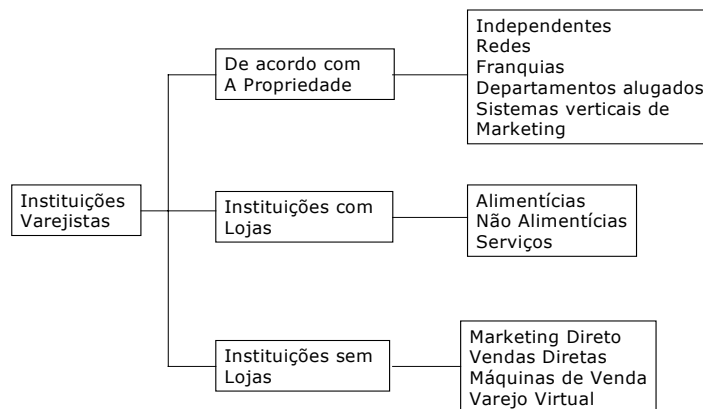 Instituições
Varejistas
De acordo com
A Propriedade
Independentes
Redes
Franquias
Departamentos alugados
Sistemas verticais de
Marketing
Instituições com
Lojas
Alimentícias
Não Alimentícias
Serviços
Instituições sem
Lojas
Marketing Direto
Vendas Diretas
Máquinas de Venda
Varejo Virtual